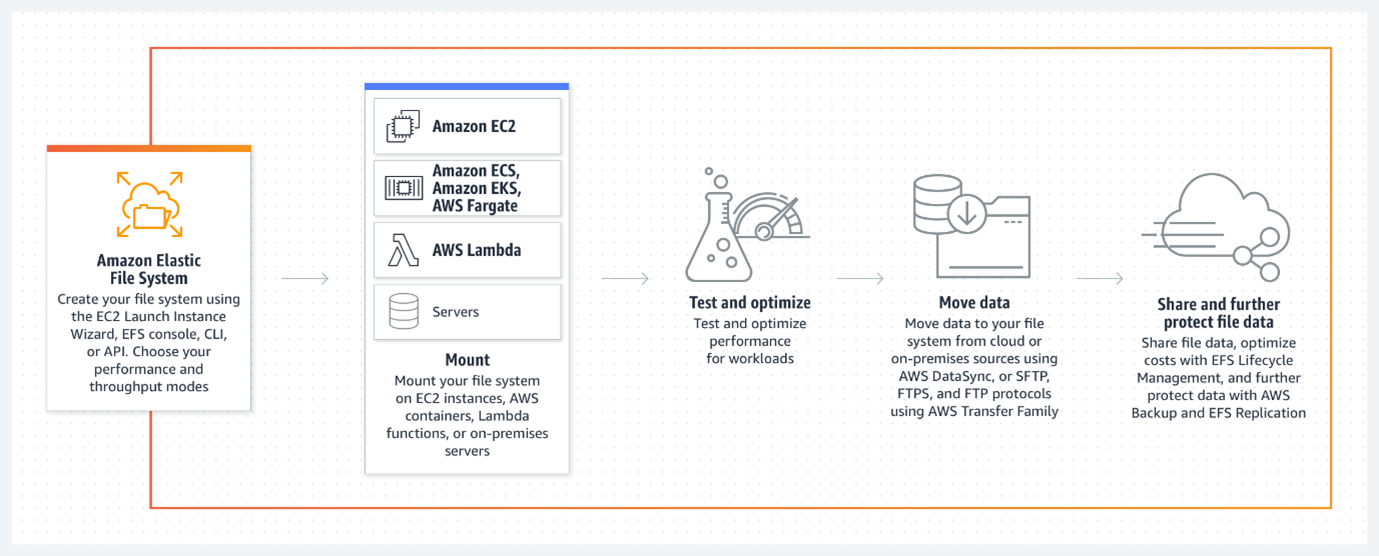 Amazon Elastic
File System
Create your file system using
the EC2 Launch Instance
Wizard, EFS console, CLI,
or API. Choose your
performance and
throughput modes
Amazon EC2
Amazon ECS,
Amazon EKS,
AWS Fargate
AWS Lambda
Servers
Mount
Mount your file system
on EC2 instances, AWS
containers, Lambda
functions, or on-premises
servers
Test and optimize
Test and optimize
performance
for workloads
Move data
Move data to your file
system from cloud or
on-premises sources using
AWS DataSync, or SFTP,
FTPS, and FTP protocols
using AWS Transfer Family
Share and further
protect file data
Share file data, optimize
costs with EFS Lifecycle
Management, and further
protect data with AWS
Backup and EFS Replication